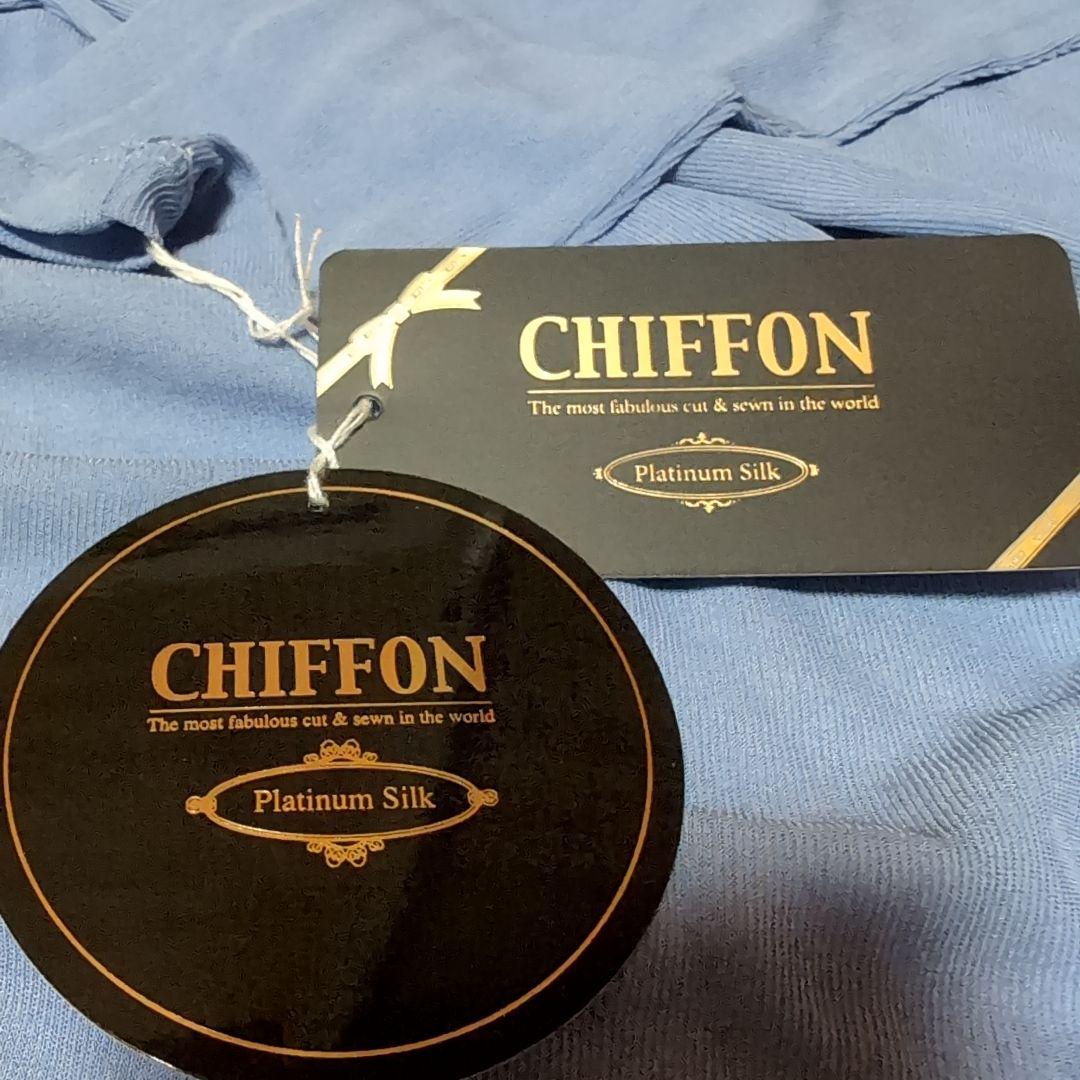 CHIFFON
The most fabulous cut & sewn in the world
Platinum Silk
CHIFFON
The most fabulous cut & sewn in the world
Platinum Silk